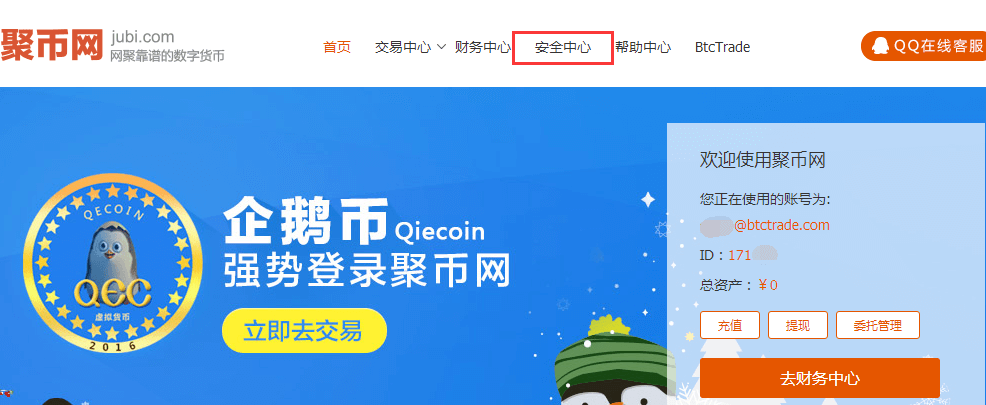 聚币网 jubi.com
网聚靠谱的数字货币
首页 交易中心 财务中心 安全中心 帮助中心 BtcTrade
QQ在线客服
QECOIN
QEC
虚拟货币
2016
企鹅币 Qiecoin
强势登录聚币网
立即去交易
欢迎使用聚币网
您正在使用的账号为:
@btctrade.com
ID：171
总资产：￥0
充值 提现 委托管理
去财务中心